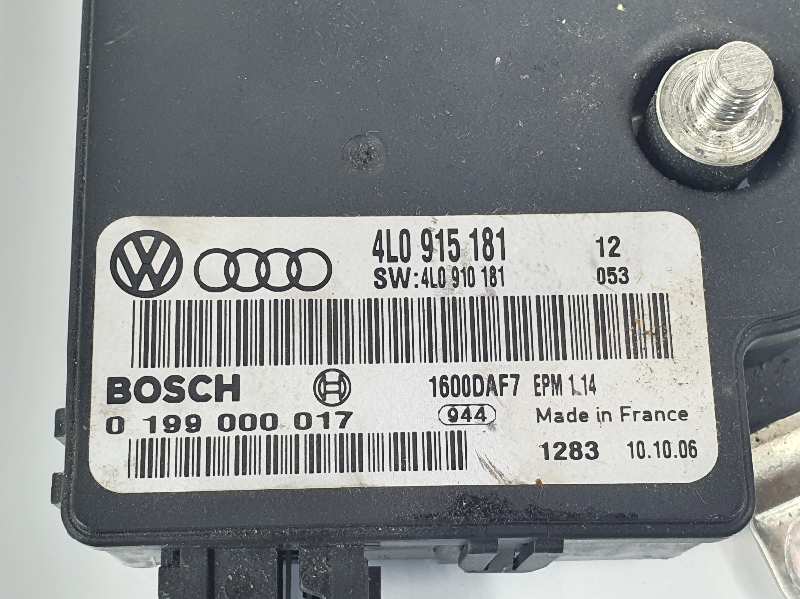 4L0 915 181 12
SW:4L0 910 181 053
BOSCH 1600DAF7 EPM 1.14
0 199 000 017 944 Made in France
1283 10.10.06